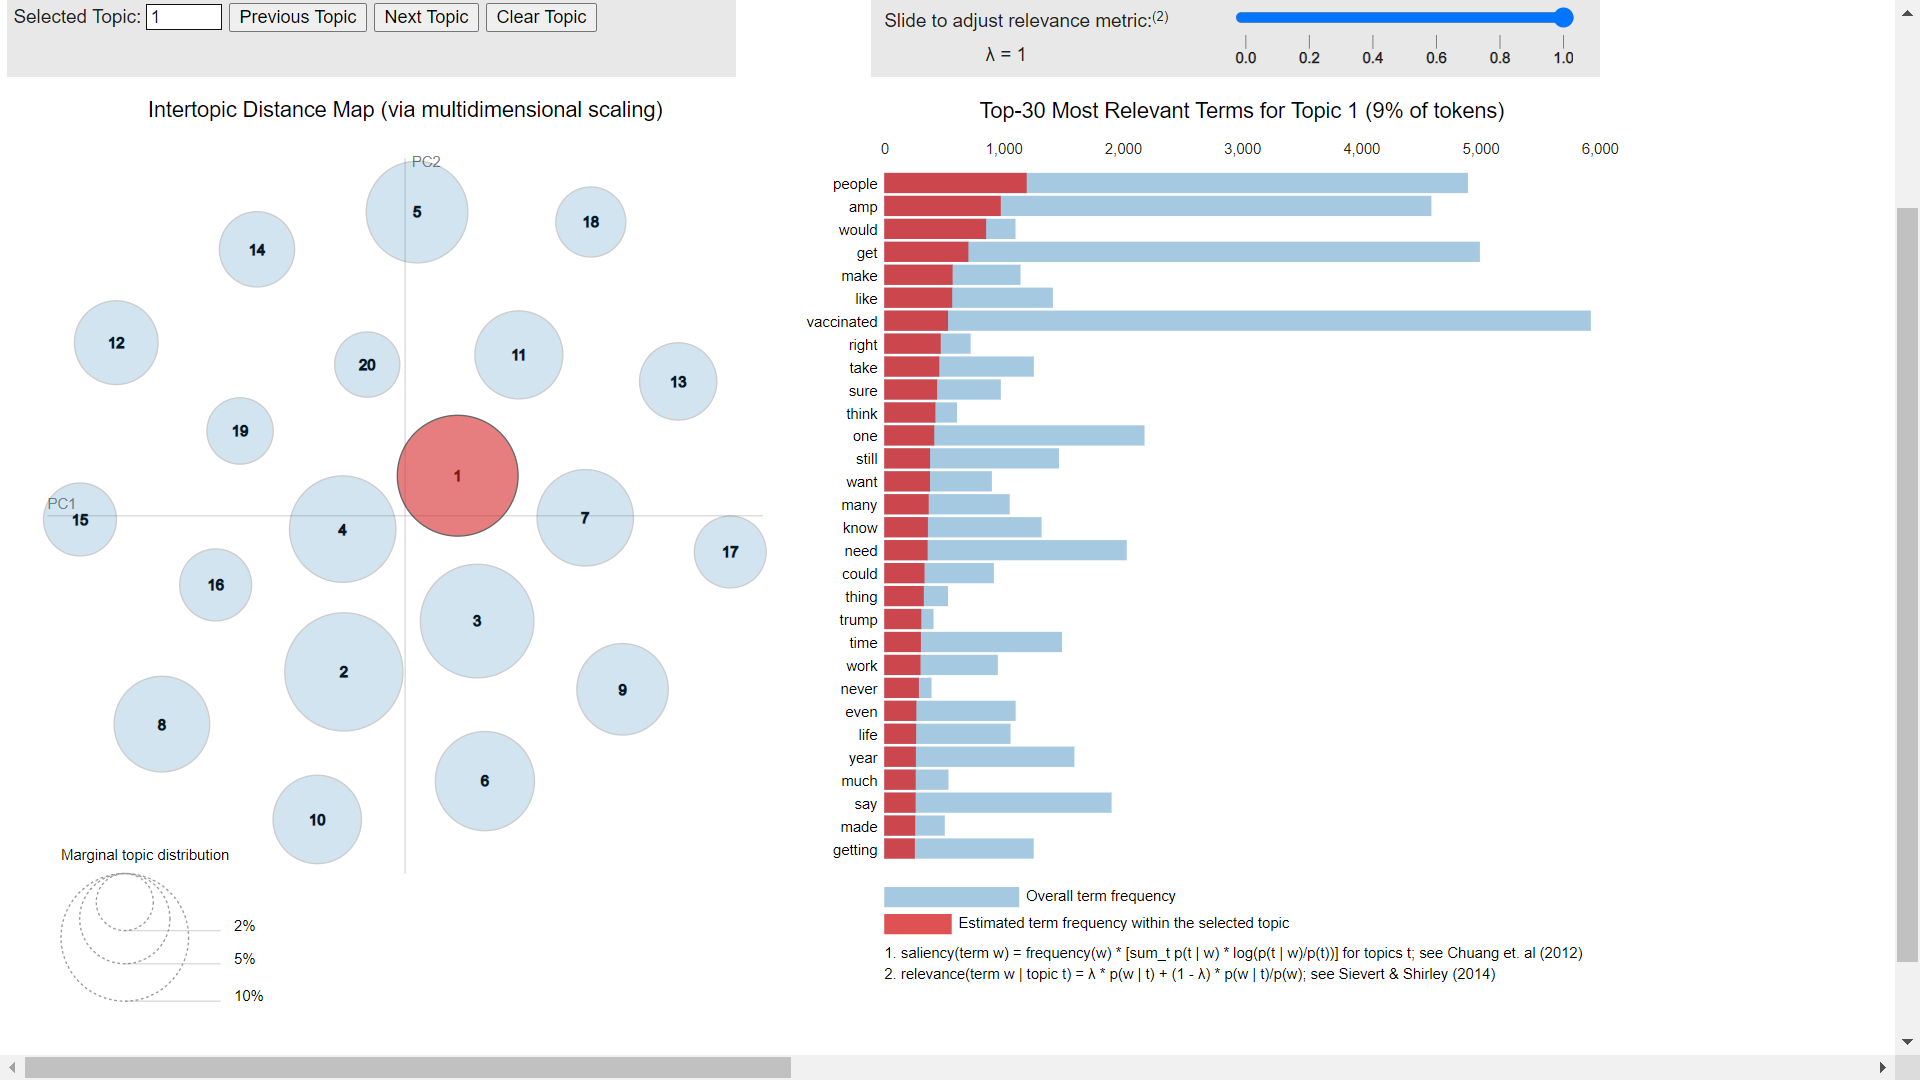 Selected Topic: 1 Previous Topic Next Topic Clear Topic
Slide to adjust relevance metric:(2)
λ = 1
0.0 0.2 0.4 0.6 0.8 1.0
Intertopic Distance Map (via multidimensional scaling)
PC2
PC1
5
18
14
12
20
11
13
19
1
15
4
7
17
16
3
2
9
8
6
10
Marginal topic distribution
2%
5%
10%
Top-30 Most Relevant Terms for Topic 1 (9% of tokens)
0 1,000 2,000 3,000 4,000 5,000 6,000
people
amp
would
get
make
like
vaccinated
right
take
sure
think
one
still
want
many
know
need
could
thing
trump
time
work
never
even
life
year
much
say
made
getting
Overall term frequency
Estimated term frequency within the selected topic
1. saliency(term w) = frequency(w) * [sum_t p(t | w) * log(p(t | w)/p(t))] for topics t; see Chuang et. al (2012)
2. relevance(term w | topic t) = λ * p(w | t) + (1 - λ) * p(w | t)/p(w); see Sievert & Shirley (2014)